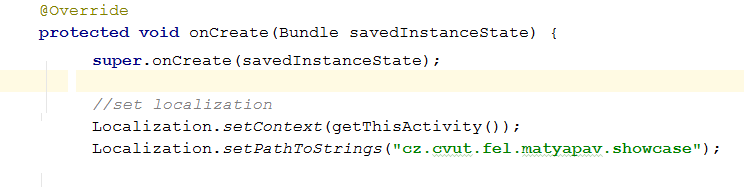 @Override
protected void onCreate(Bundle savedInstanceState) {
super.onCreate(savedInstanceState);
//set localization
Localization.setContext(getThisActivity());
Localization.setPathToStrings("cz.cvut.fel.matyapav.showcase");